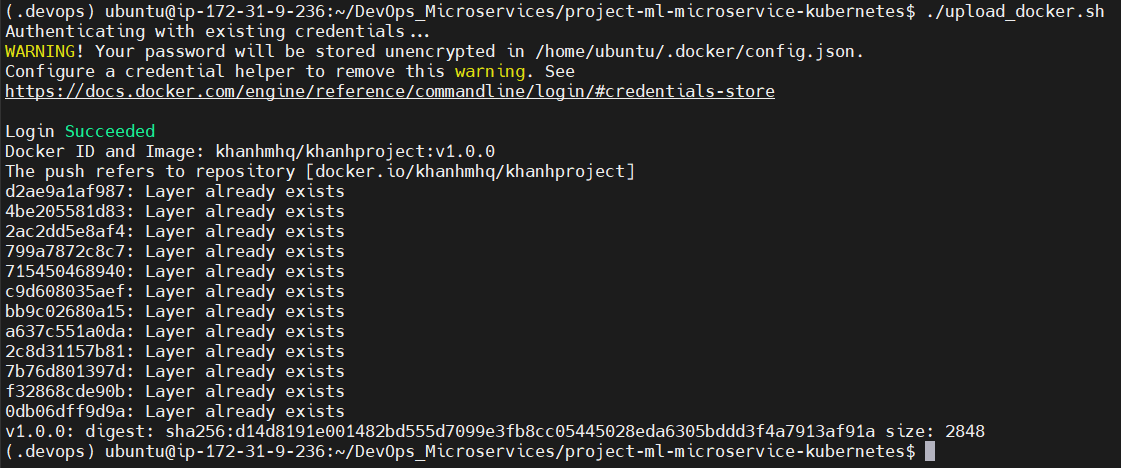 (.devops) ubuntu@ip-172-31-9-236:~/DevOps_Microservices/project-ml-microservice-kubernetes$ ./upload_docker.sh
Authenticating with existing credentials...
WARNING! Your password will be stored unencrypted in /home/ubuntu/.docker/config.json.
Configure a credential helper to remove this warning. See
https://docs.docker.com/engine/reference/commandline/login/#credentials-store
Login Succeeded
Docker ID and Image: khanhmhq/khanhproject:v1.0.0
The push refers to repository [docker.io/khanhmhq/khanhproject]
d2ae9a1af987: Layer already exists
4be205581d83: Layer already exists
2ac2dd5e8af4: Layer already exists
799a7872c8c7: Layer already exists
715450468940: Layer already exists
c9d608035aef: Layer already exists
bb9c02680a15: Layer already exists
a637c551a0da: Layer already exists
2c8d31157b81: Layer already exists
7b76d801397d: Layer already exists
f32868cde90b: Layer already exists
0db06dff9d9a: Layer already exists
v1.0.0: digest: sha256:d14d8191e001482bd555d7099e3fb8cc05445028eda6305bddd3f4a7913af91a size: 2848
(.devops) ubuntu@ip-172-31-9-236:~/DevOps_Microservices/project-ml-microservice-kubernetes$